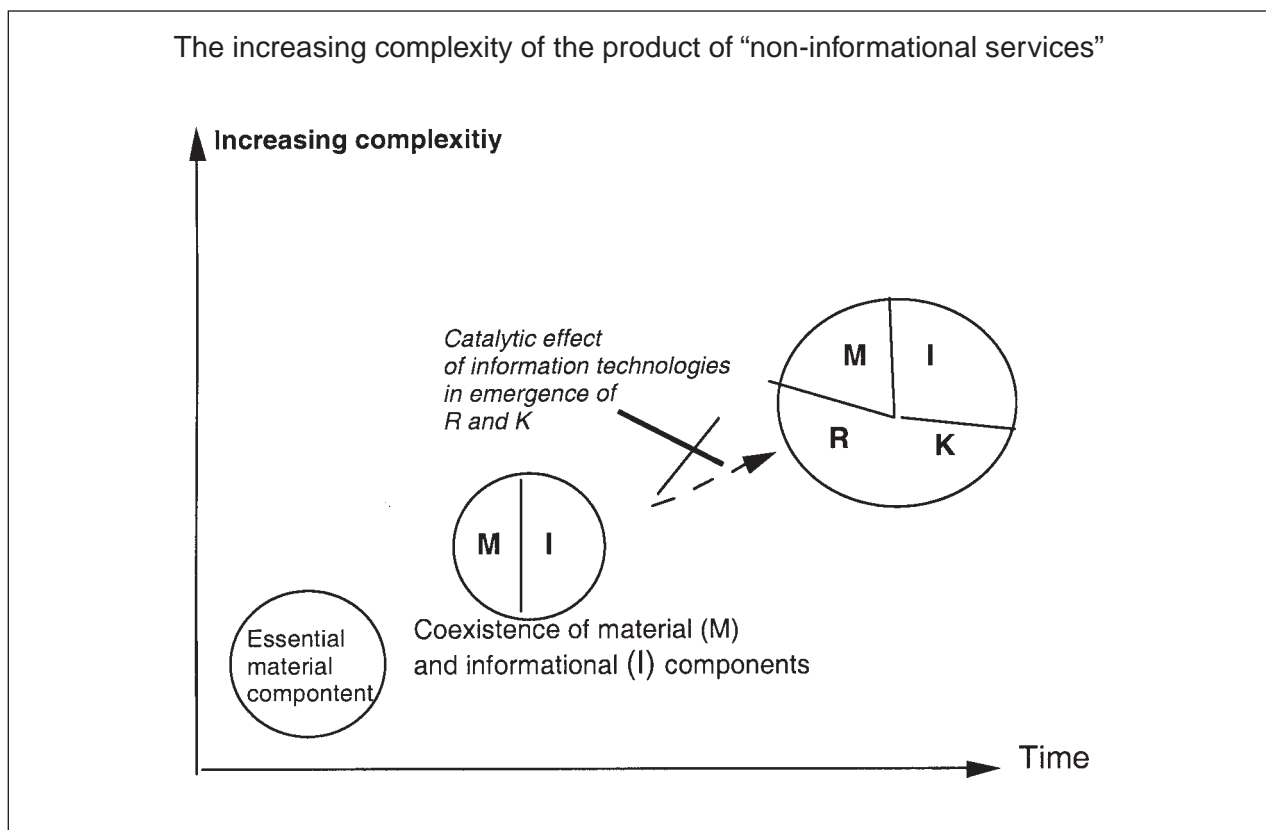 The increasing complexity of the product of “non-informational services”
Increasing complexitiy
Catalytic effect
of information technologies
in emergence of
R and K
M
I
R
K
M
I
Coexistence of material (M)
and informational (I) components
Essential
material
compontent
Time